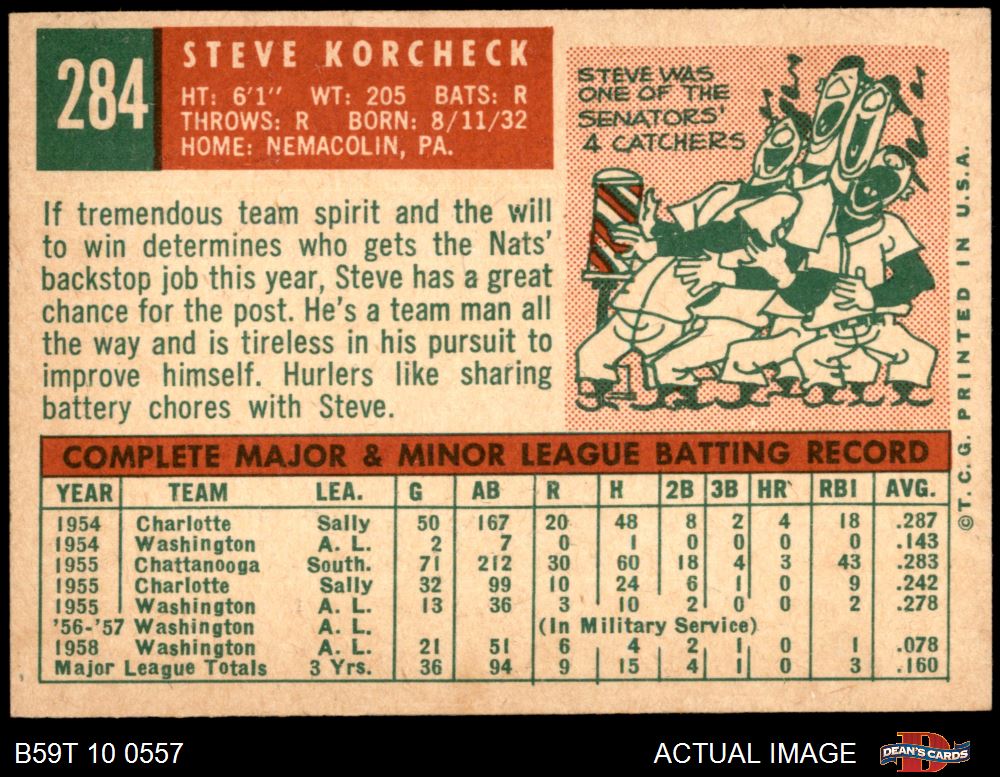 284
STEVE KORCHECK
HT: 6'1" WT: 205 BATS: R
THROWS: R BORN: 8/11/32
HOME: NEMACOLIN, PA.
STEVE WAS
ONE OF THE
SENATORS'
4 CATCHERS
If tremendous team spirit and the will
to win determines who gets the Nats'
backstop job this year, Steve has a great
chance for the post. He's a team man all
the way and is tireless in his pursuit to
improve himself. Hurlers like sharing
battery chores with Steve.
COMPLETE MAJOR & MINOR LEAGUE BATTING RECORD
YEAR TEAM LEA. G AB R H 2B 3B HR RBI AVG.
1954 Charlotte Sally 50 167 20 48 8 2 4 18 .287
1954 Washington A. L. 2 7 0 1 0 0 0 0 .143
1955 Chattanooga South. 71 212 30 60 18 4 3 43 .283
1955 Charlotte Sally 32 99 10 24 6 1 0 9 .242
1955 Washington A. L. 13 36 3 10 2 0 0 2 .278
'56-'57 Washington A. L. (In Military Service)
1958 Washington A. L. 21 51 6 4 2 1 0 1 .078
Major League Totals 3 Yrs. 36 94 9 15 4 1 0 3 .160
©T. C. G. PRINTED IN U.S.A.
B59T 10 0557
ACTUAL IMAGE
D
DEAN'S CARDS